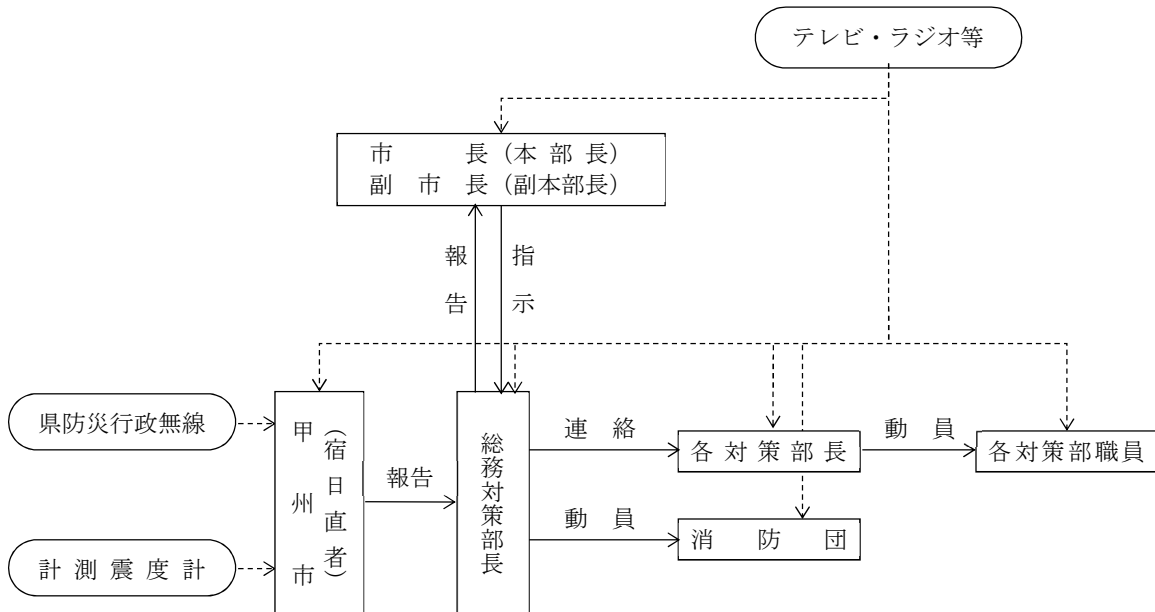 テレビ・ラジオ等
市長（本部長）
副市長（副本部長）
報告
指示
県防災行政無線
計測震度計
甲州市
（宿日直者）
報告
総務対策部長
連絡
各対策部長
動員
各対策部職員
動員
消防団